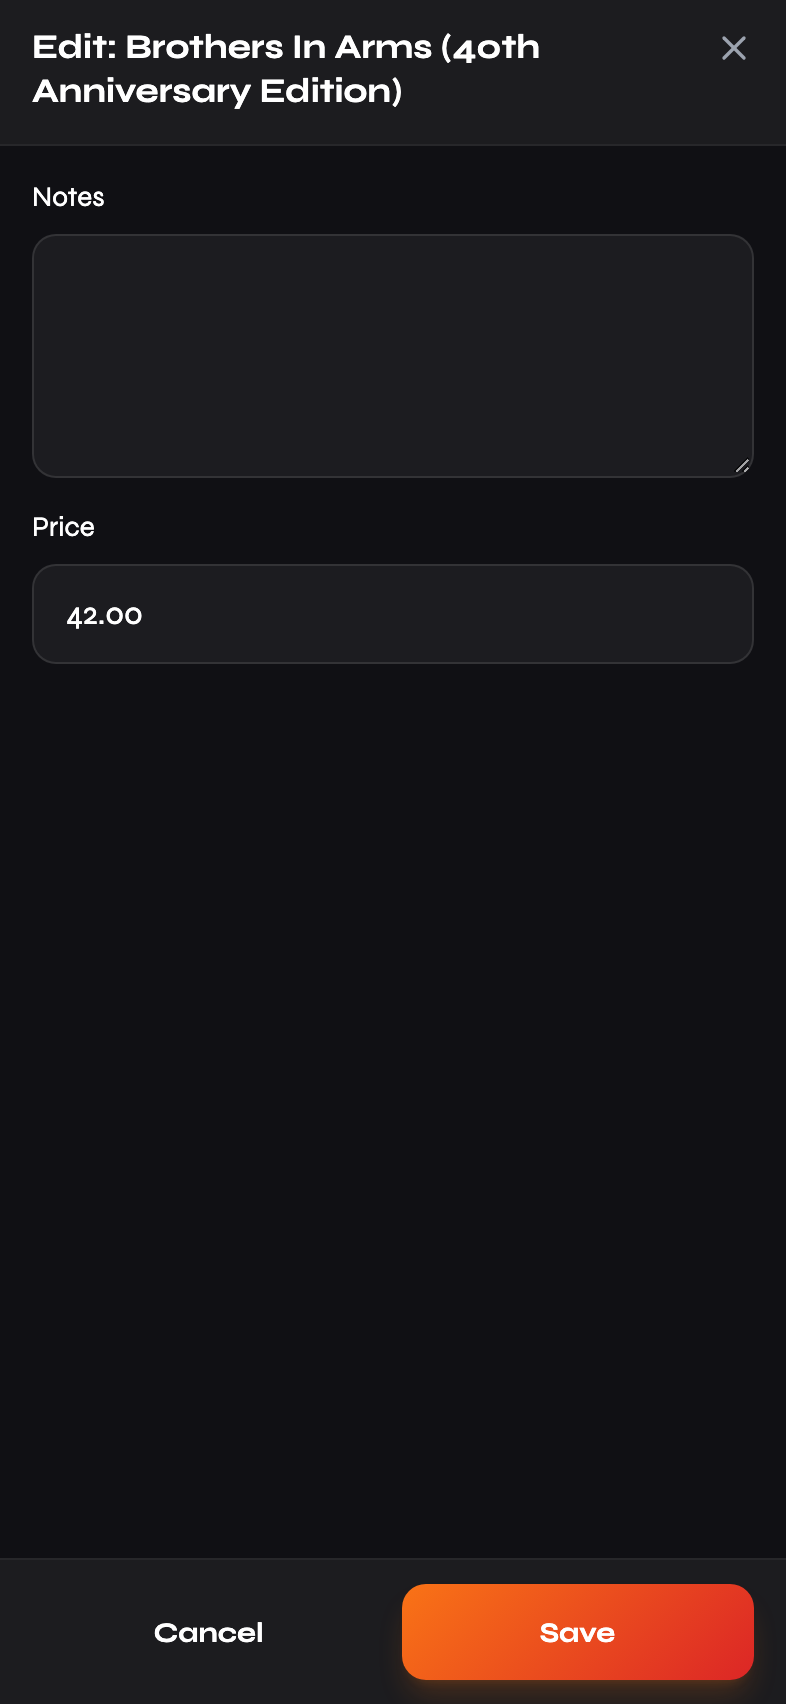 Edit: Brothers In Arms (40th
Anniversary Edition)
Notes
Price
42.00
Cancel
Save